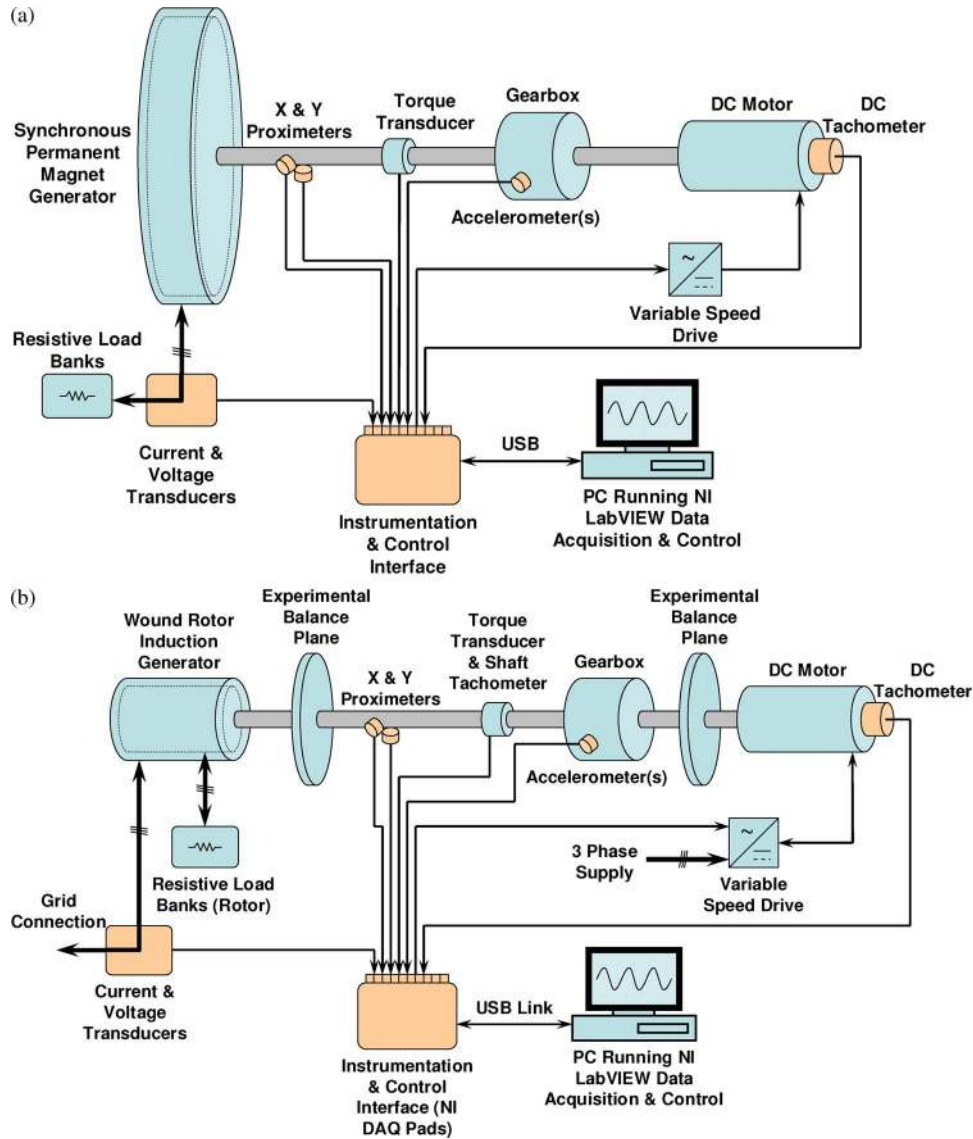 (a)
X & Y
Proximeters
Torque
Transducer
Gearbox
DC Motor
DC
Tachometer
Synchronous
Permanent
Magnet
Generator
Accelerometer(s)
~
Variable Speed
Drive
Resistive Load
Banks
Current &
Voltage
Transducers
USB
Instrumentation
& Control
Interface
PC Running NI
LabVIEW Data
Acquisition & Control
(b)
Wound Rotor
Induction
Generator
Experimental
Balance
Plane
X & Y
Proximeters
Torque
Transducer
& Shaft
Tachometer
Gearbox
Experimental
Balance
Plane
DC Motor
DC
Tachometer
Accelerometer(s)
~
3 Phase
Supply
Variable
Speed Drive
Resistive Load
Banks (Rotor)
Grid
Connection
Current &
Voltage
Transducers
USB Link
Instrumentation
& Control
Interface (NI
DAQ Pads)
PC Running NI
LabVIEW Data
Acquisition & Control